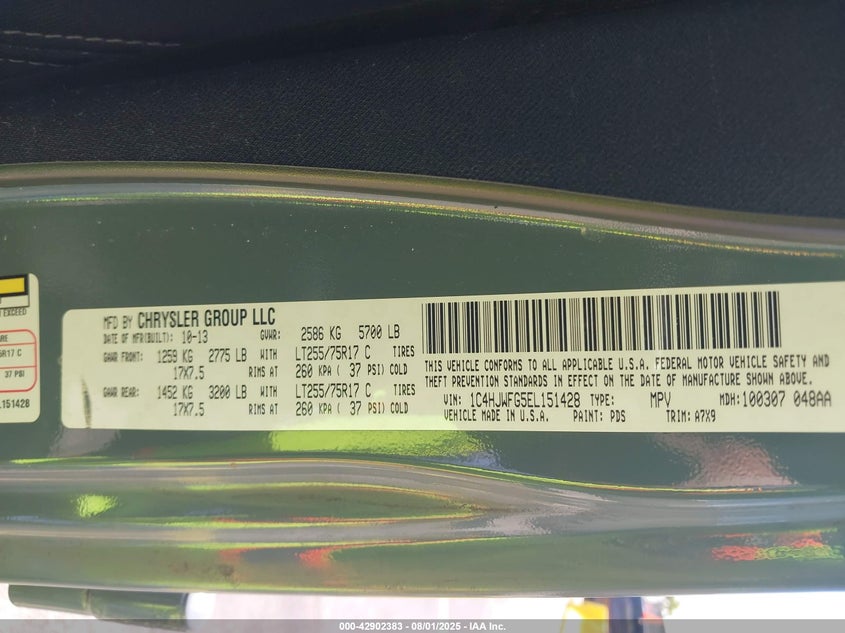 EXCEED
R17 C
37 PSI
L151428
MFD BY CHRYSLER GROUP LLC
DATE OF MFR(BUILT): 10-13 GVWR: 2586 KG 5700 LB
GAWR FRONT: 1259 KG 2775 LB WITH LT255/75R17 C TIRES
17X7.5 RIMS AT 260 KPA ( 37 PSI) COLD
GAWR REAR: 1452 KG 3200 LB WITH LT255/75R17 C TIRES
17X7.5 RIMS AT 260 KPA ( 37 PSI) COLD
THIS VEHICLE CONFORMS TO ALL APPLICABLE U.S.A. FEDERAL MOTOR VEHICLE SAFETY AND
THEFT PREVENTION STANDARDS IN EFFECT ON THE DATE OF MANUFACTURE SHOWN ABOVE.
VIN: 1C4HJWFG5EL151428 TYPE: MPV MDH: 100307 048AA
VEHICLE MADE IN U.S.A. PAINT: PDS TRIM: A7X9
000-42902383 - 08/01/2025 - IAA Inc.